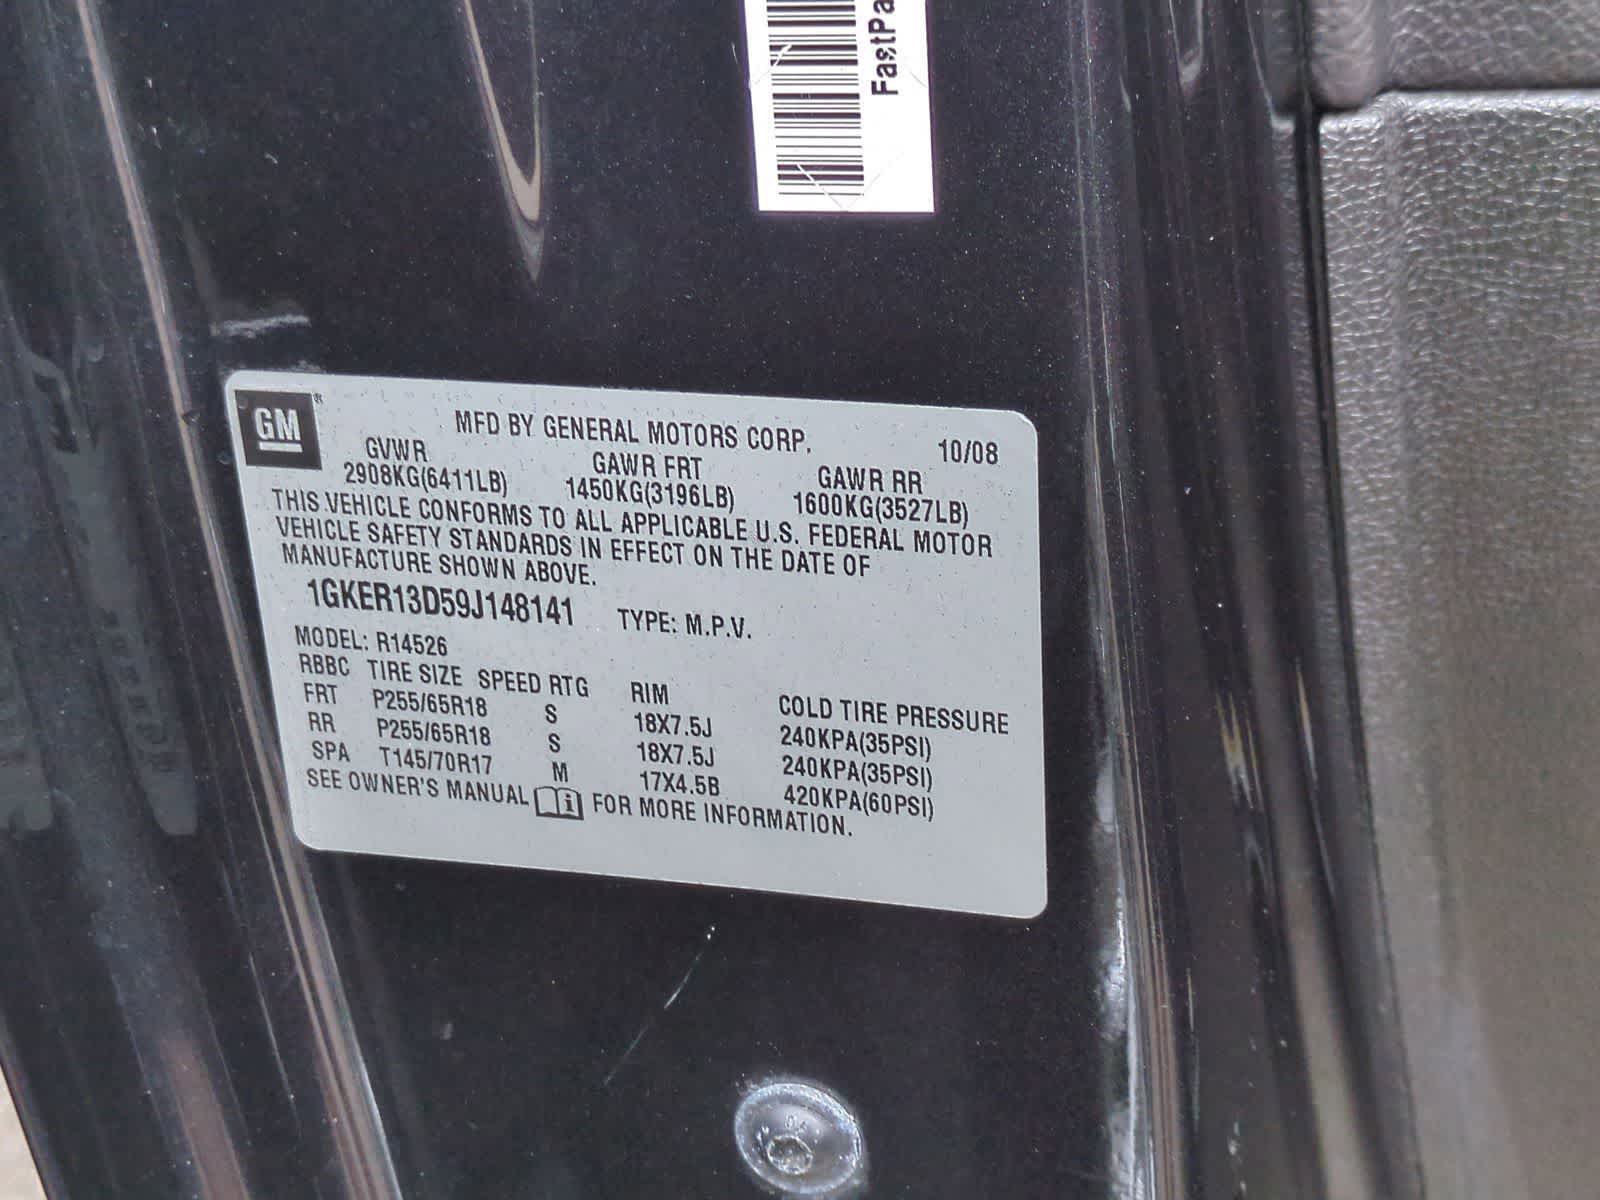 FastPa
GM
MFD BY GENERAL MOTORS CORP. 10/08
GVWR GAWR FRT GAWR RR
2908KG(6411LB) 1450KG(3196LB) 1600KG(3527LB)
THIS VEHICLE CONFORMS TO ALL APPLICABLE U.S. FEDERAL MOTOR
VEHICLE SAFETY STANDARDS IN EFFECT ON THE DATE OF
MANUFACTURE SHOWN ABOVE.
1GKER13D59J148141 TYPE: M.P.V.
MODEL: R14526
RBBC TIRE SIZE SPEED RTG RIM COLD TIRE PRESSURE
FRT P255/65R18 S 18X7.5J 240KPA(35PSI)
RR P255/65R18 S 18X7.5J 240KPA(35PSI)
SPA T145/70R17 M 17X4.5B 420KPA(60PSI)
SEE OWNER'S MANUAL i FOR MORE INFORMATION.